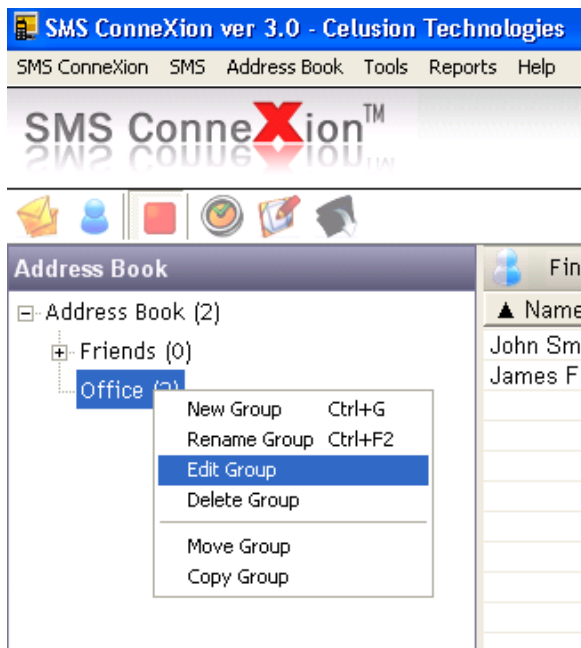 SMS ConneXion ver 3.0 - Celusion Technologies
SMS ConneXion SMS Address Book Tools Reports Help
SMS ConneXion™
Address Book
Fin
Address Book (2)
Name
Friends (0)
John Sm
Office
James F
New Group Ctrl+G
Rename Group Ctrl+F2
Edit Group
Delete Group
Move Group
Copy Group